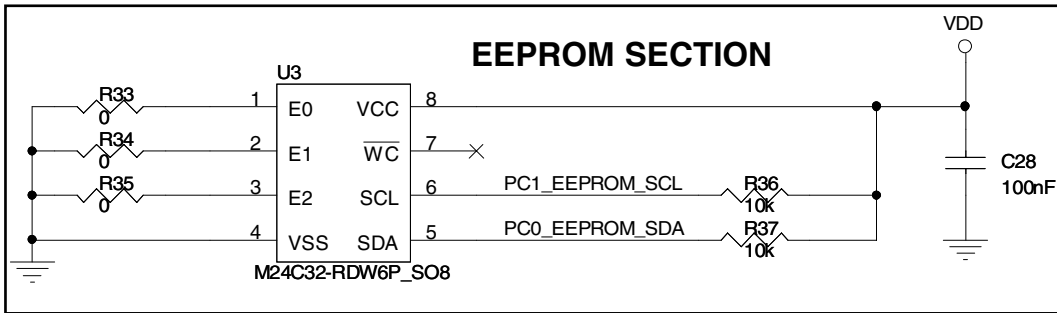 VDD
EEPROM SECTION
U3
R33
0
1
E0
VCC
8
R34
0
2
E1
WC
7
C28
100nF
R35
0
3
E2
SCL
6
PC1_EEPROM_SCL
R36
10k
4
VSS
SDA
5
PC0_EEPROM_SDA
R37
10k
M24C32-RDW6P_SO8